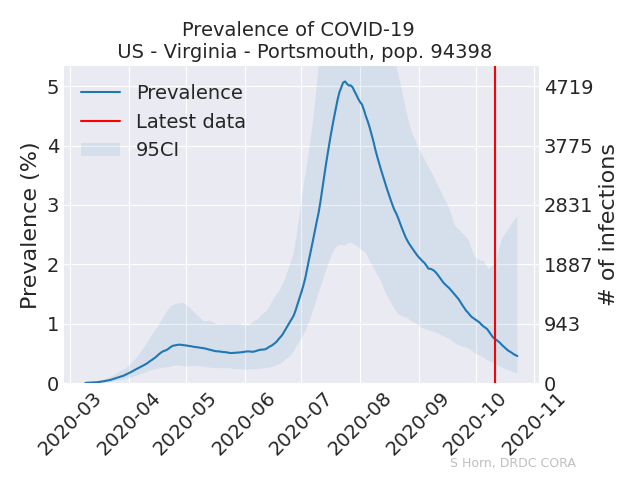 Prevalence of COVID-19
US - Virginia - Portsmouth, pop. 94398
Prevalence
Latest data
95CI
Prevalence (%)
5
4
3
2
1
0
4719
3775
2831
1887
943
0
# of infections
2020-03
2020-04
2020-05
2020-06
2020-07
2020-08
2020-09
2020-10
2020-11
S Horn, DRDC CORA